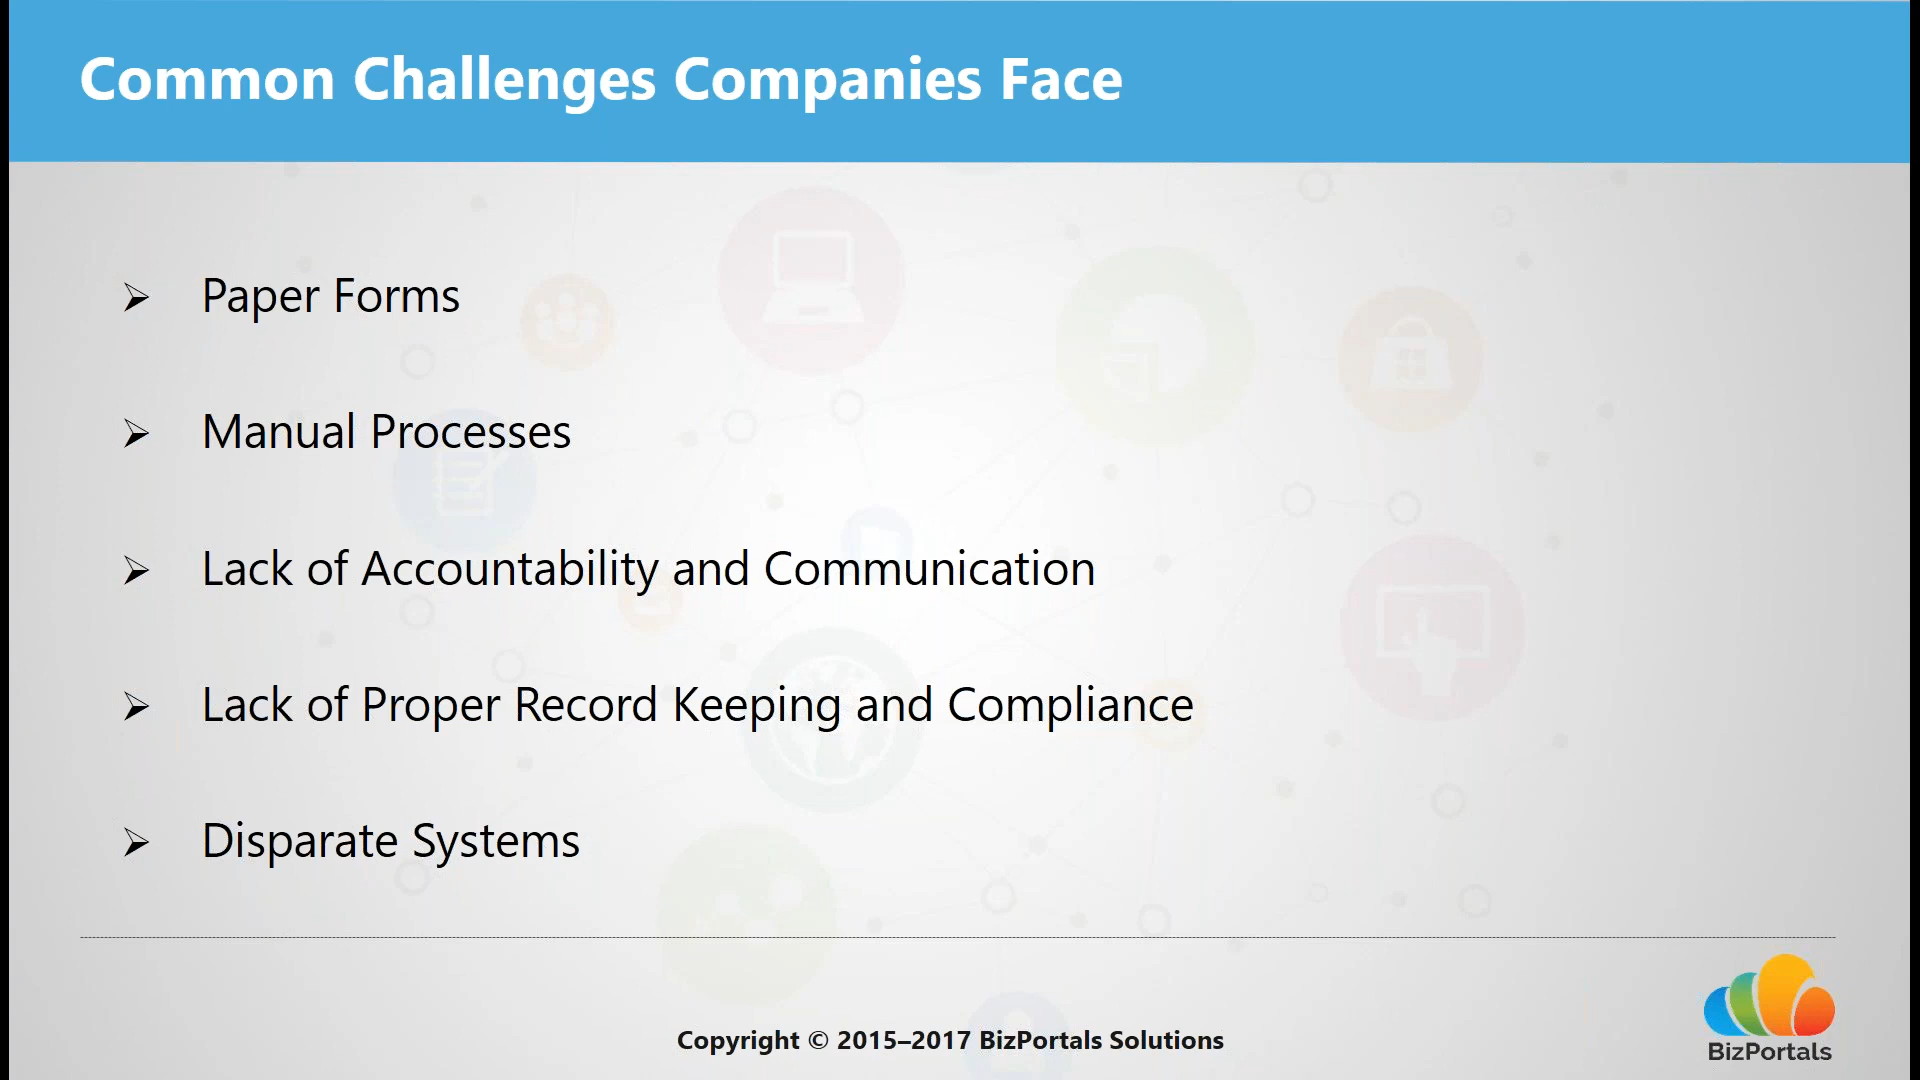 Common Challenges Companies Face
Paper Forms
Manual Processes
Lack of Accountability and Communication
Lack of Proper Record Keeping and Compliance
Disparate Systems
Copyright © 2015–2017 BizPortals Solutions
BizPortals